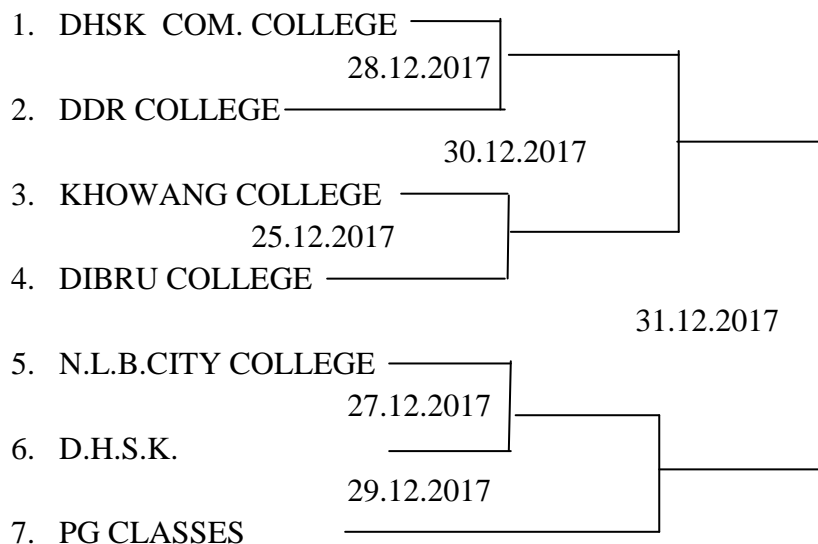 1. DHSK COM. COLLEGE
28.12.2017
2. DDR COLLEGE
30.12.2017
3. KHOWANG COLLEGE
25.12.2017
4. DIBRU COLLEGE
31.12.2017
5. N.L.B.CITY COLLEGE
27.12.2017
6. D.H.S.K.
29.12.2017
7. PG CLASSES